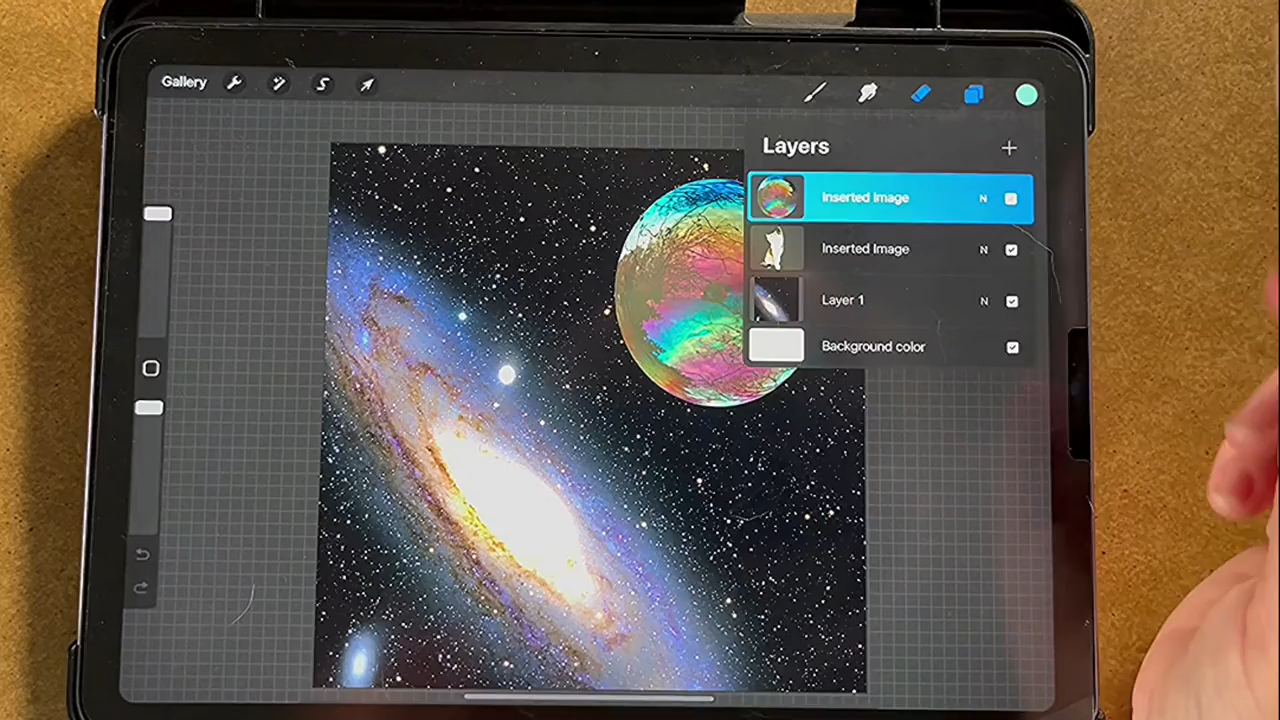 Gallery
Layers
Inserted Image N
Inserted Image N
Layer 1 N
Background color